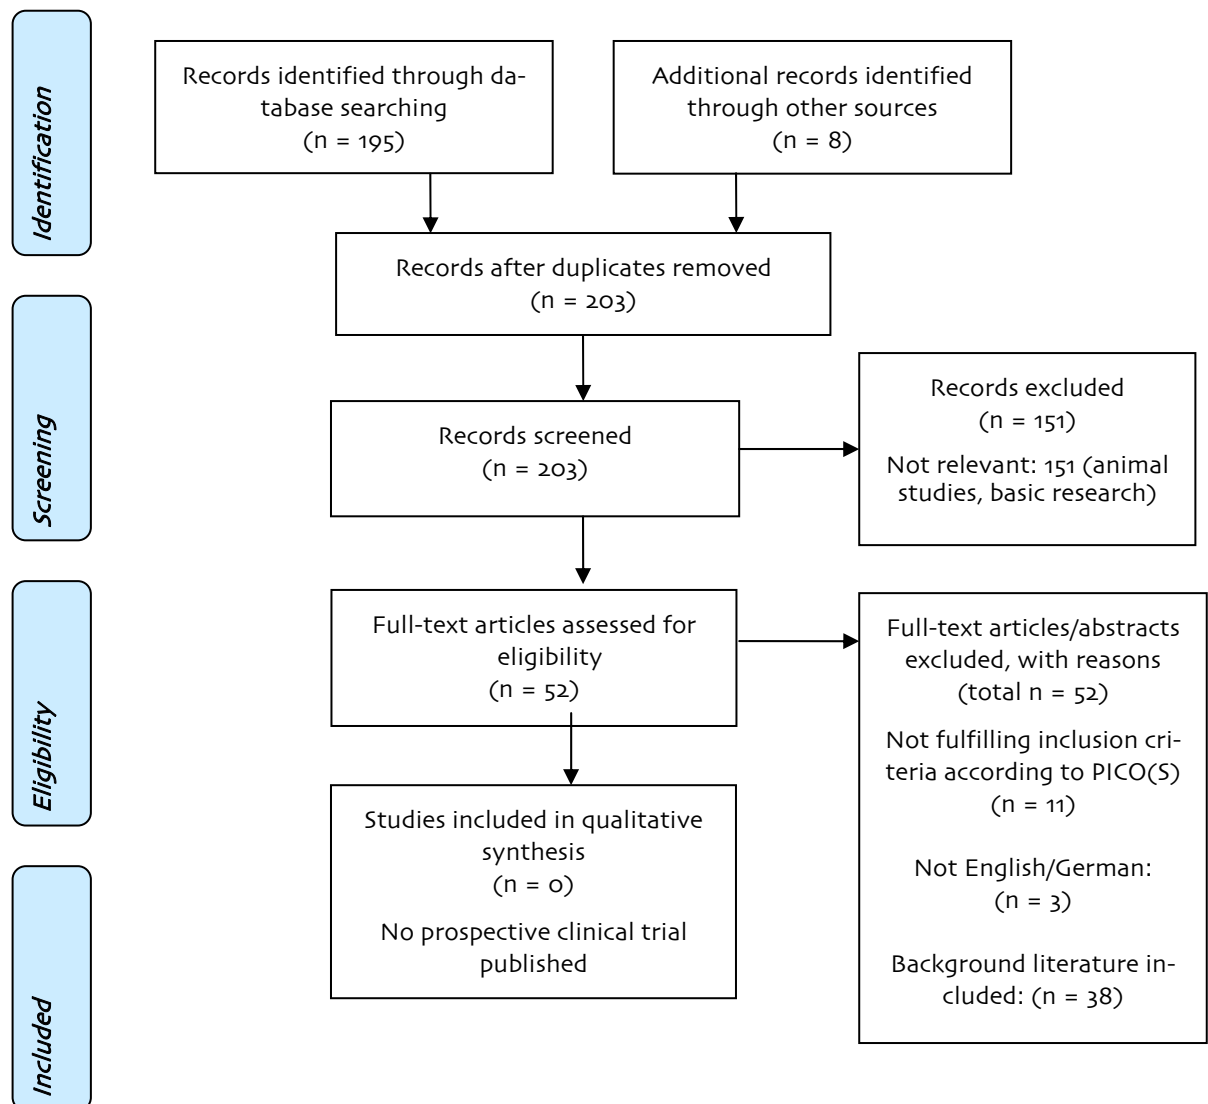 Identification
Records identified through da-
tabase searching
(n = 195)
Additional records identified
through other sources
(n = 8)
Records after duplicates removed
(n = 203)
Screening
Records screened
(n = 203)
Records excluded
(n = 151)
Not relevant: 151 (animal
studies, basic research)
Eligibility
Full-text articles assessed for
eligibility
(n = 52)
Full-text articles/abstracts
excluded, with reasons
(total n = 52)
Not fulfilling inclusion cri-
teria according to PICO(S)
(n = 11)
Not English/German:
(n = 3)
Background literature in-
cluded: (n = 38)
Included
Studies included in qualitative
synthesis
(n = 0)
No prospective clinical trial
published